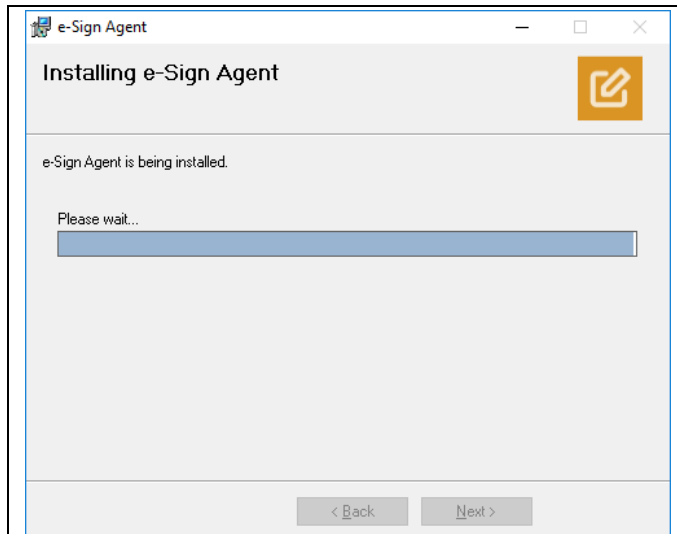 e-Sign Agent
Installing e-Sign Agent
e-Sign Agent is being installed.
Please wait...
< Back
Next >